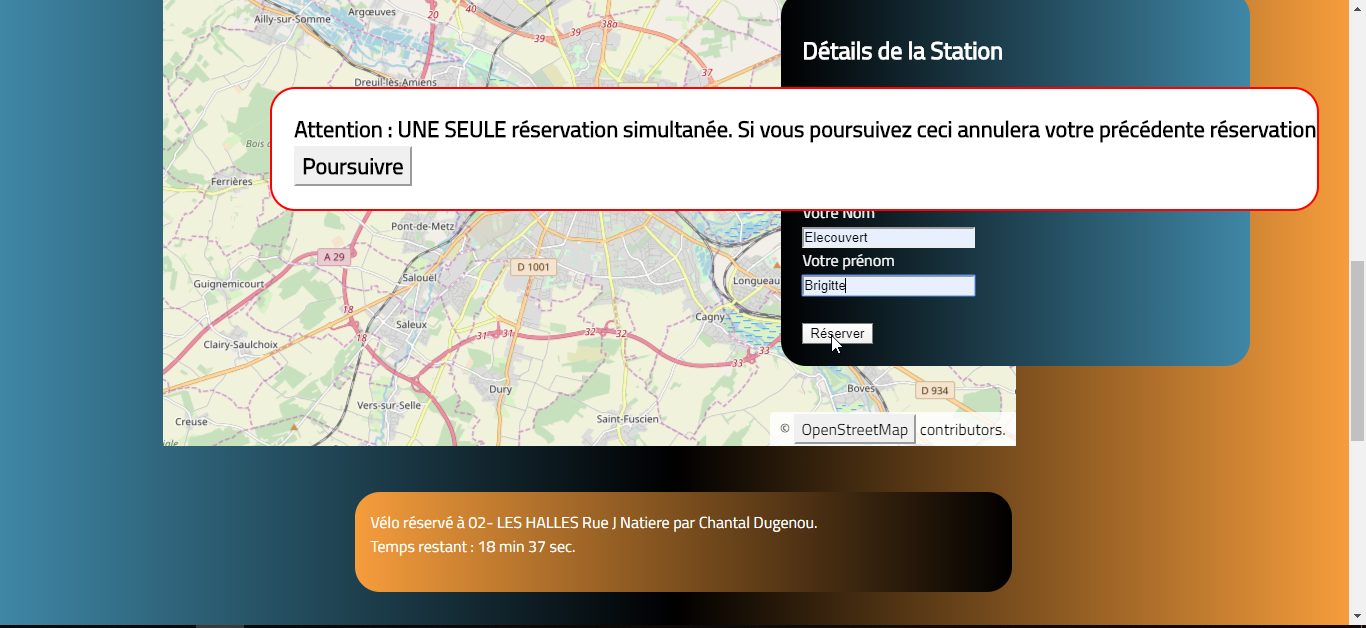 Ailly-sur-Somme
Argœuves
20
40
38a
39
39
37
Dreuil-lès-Amiens
Détails de la Station
Attention : UNE SEULE réservation simultanée. Si vous poursuivez ceci annulera votre précédente réservation
Poursuivre
Bois
Ferrières
Votre Nom
Pont-de-Metz
Elecouvert
A 29
D 1001
Votre prénom
Salouël
Longueau
Guignemicourt
Brigitte
18
Cagny
Saleux
31
31
32
32
Réserver
18
Clairy-Saulchoix
33
33
Dury
Boves
D 934
Vers-sur-Selle
Saint-Fuscien
Creuse
© OpenStreetMap contributors.
Vélo réservé à 02- LES HALLES Rue J Natiere par Chantal Dugenou.
Temps restant : 18 min 37 sec.